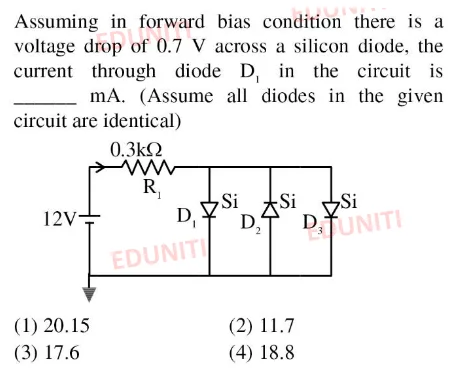 Assuming in forward bias condition there is a
voltage drop of 0.7 V across a silicon diode, the
current through diode D₁ in the circuit is
______ mA. (Assume all diodes in the given
circuit are identical)
0.3kΩ
R₁
12V
D₁ Si D₂ Si D₃ Si
EDUNITI
EDUNITI
EDUNITI
(1) 20.15 (2) 11.7
(3) 17.6 (4) 18.8